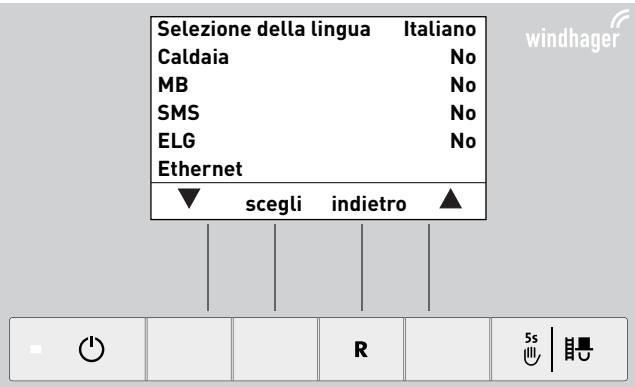 Selezione della lingua Italiano
windhager
Caldaia No
MB No
SMS No
ELG No
Ethernet
▼ scegli indietro ▲
R
5s